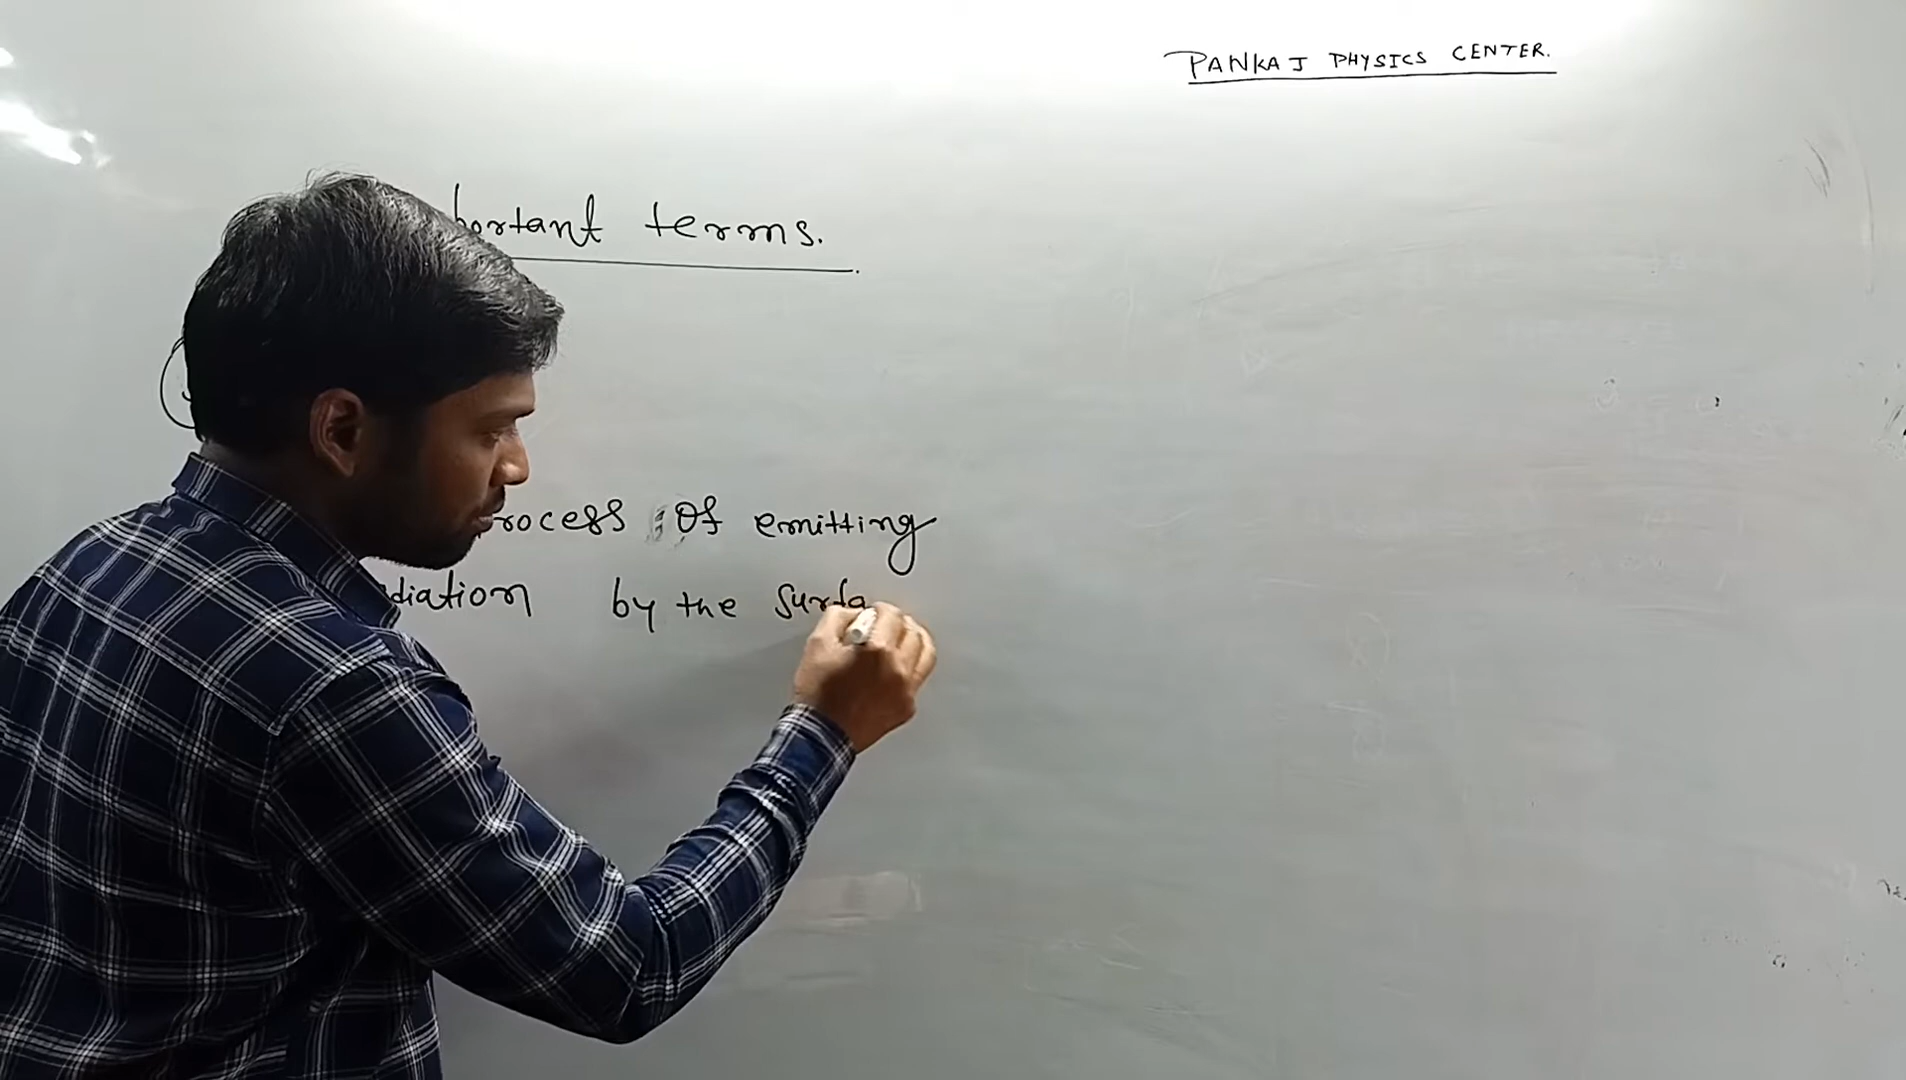 PANKAJ PHYSICS CENTER.
portant terms.
rocess of emitting
diation by the surfa